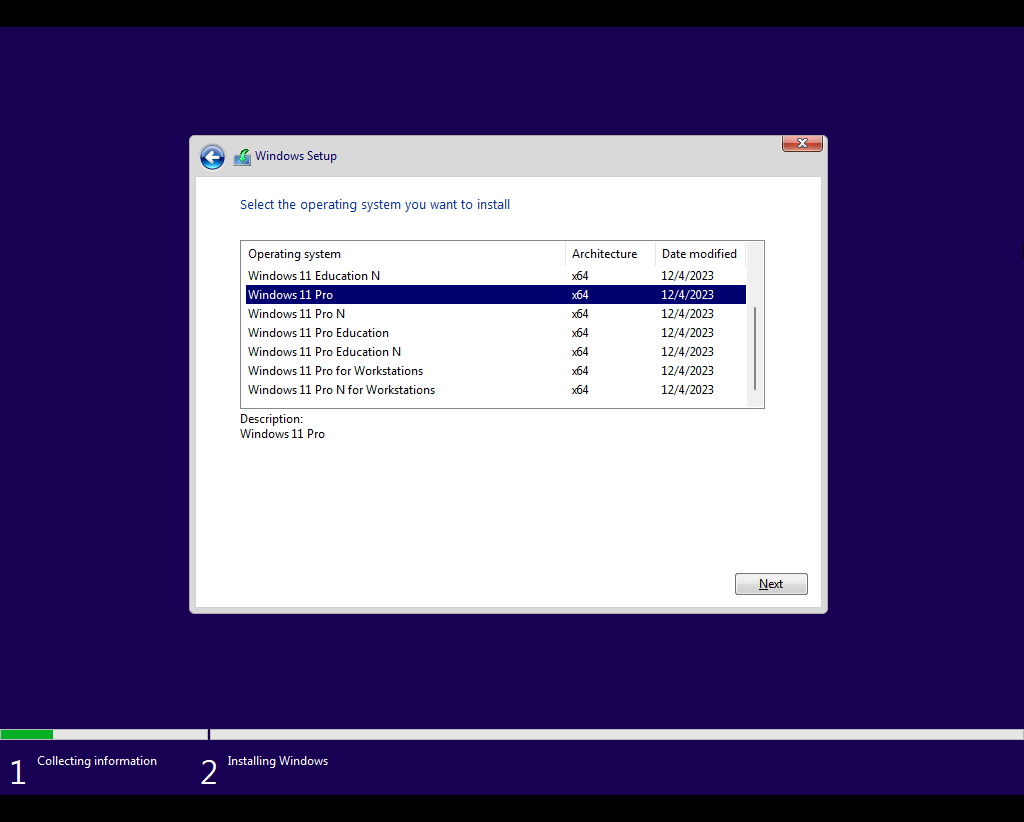 Windows Setup
Select the operating system you want to install
Operating system Architecture Date modified
Windows 11 Education N x64 12/4/2023
Windows 11 Pro x64 12/4/2023
Windows 11 Pro N x64 12/4/2023
Windows 11 Pro Education x64 12/4/2023
Windows 11 Pro Education N x64 12/4/2023
Windows 11 Pro for Workstations x64 12/4/2023
Windows 11 Pro N for Workstations x64 12/4/2023
Description:
Windows 11 Pro
Next
1 Collecting information 2 Installing Windows